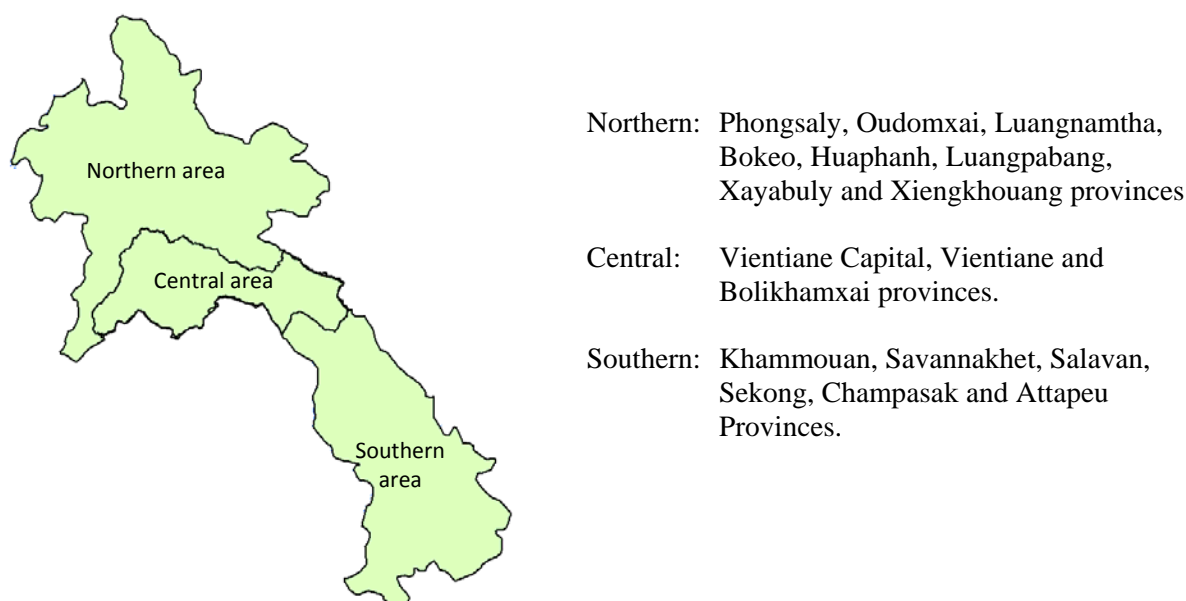 Northern area
Central area
Southern
area
Northern: Phongsaly, Oudomxai, Luangnamtha,
Bokeo, Huaphanh, Luangpabang,
Xayabuly and Xiengkhouang provinces
Central: Vientiane Capital, Vientiane and
Bolikhamxai provinces.
Southern: Khammouan, Savannakhet, Salavan,
Sekong, Champasak and Attapeu
Provinces.